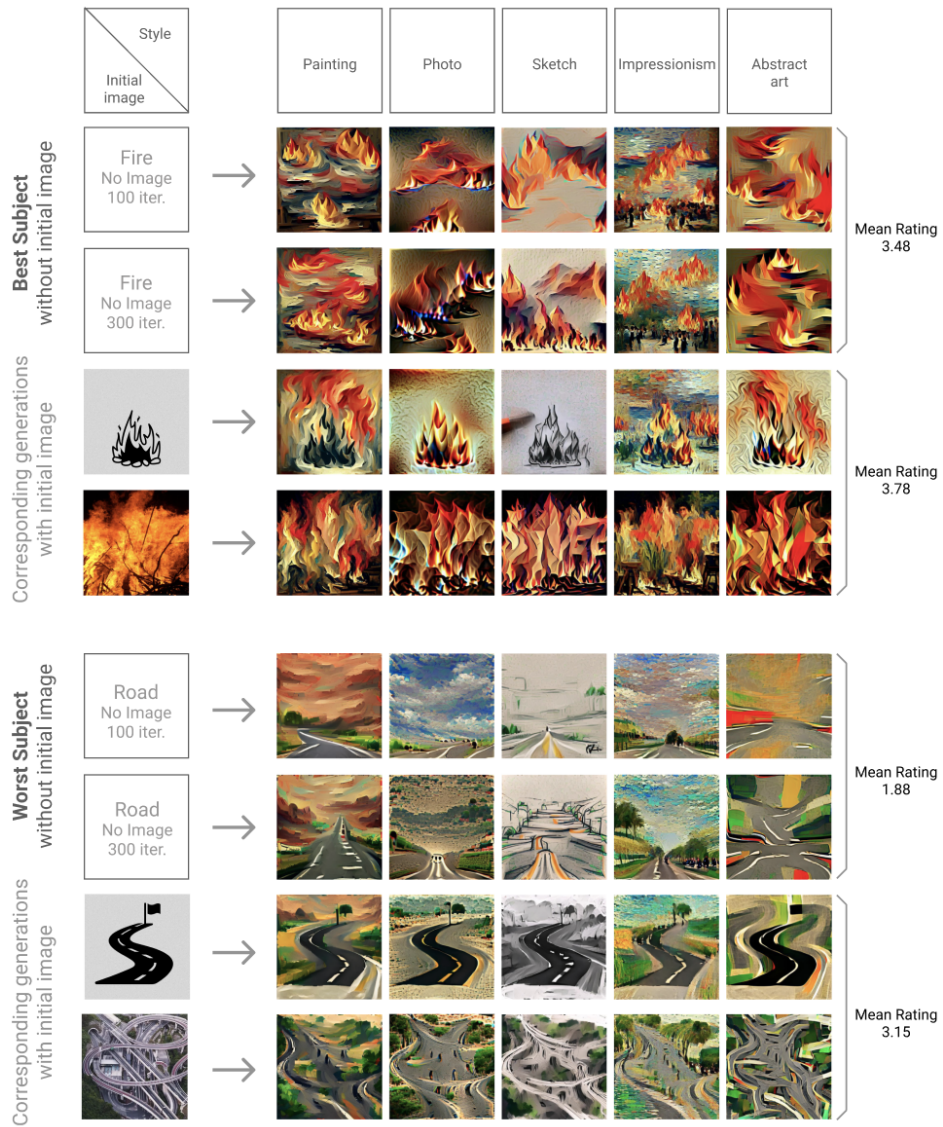 Style
Initial
image
Painting
Photo
Sketch
Impressionism
Abstract
art
Best Subject
without initial image
Fire
No Image
100 iter.
Mean Rating
3.48
Fire
No Image
300 iter.
Corresponding generations
with initial image
Mean Rating
3.78
Worst Subject
without initial image
Road
No Image
100 iter.
Mean Rating
1.88
Road
No Image
300 iter.
Corresponding generations
with initial image
Mean Rating
3.15